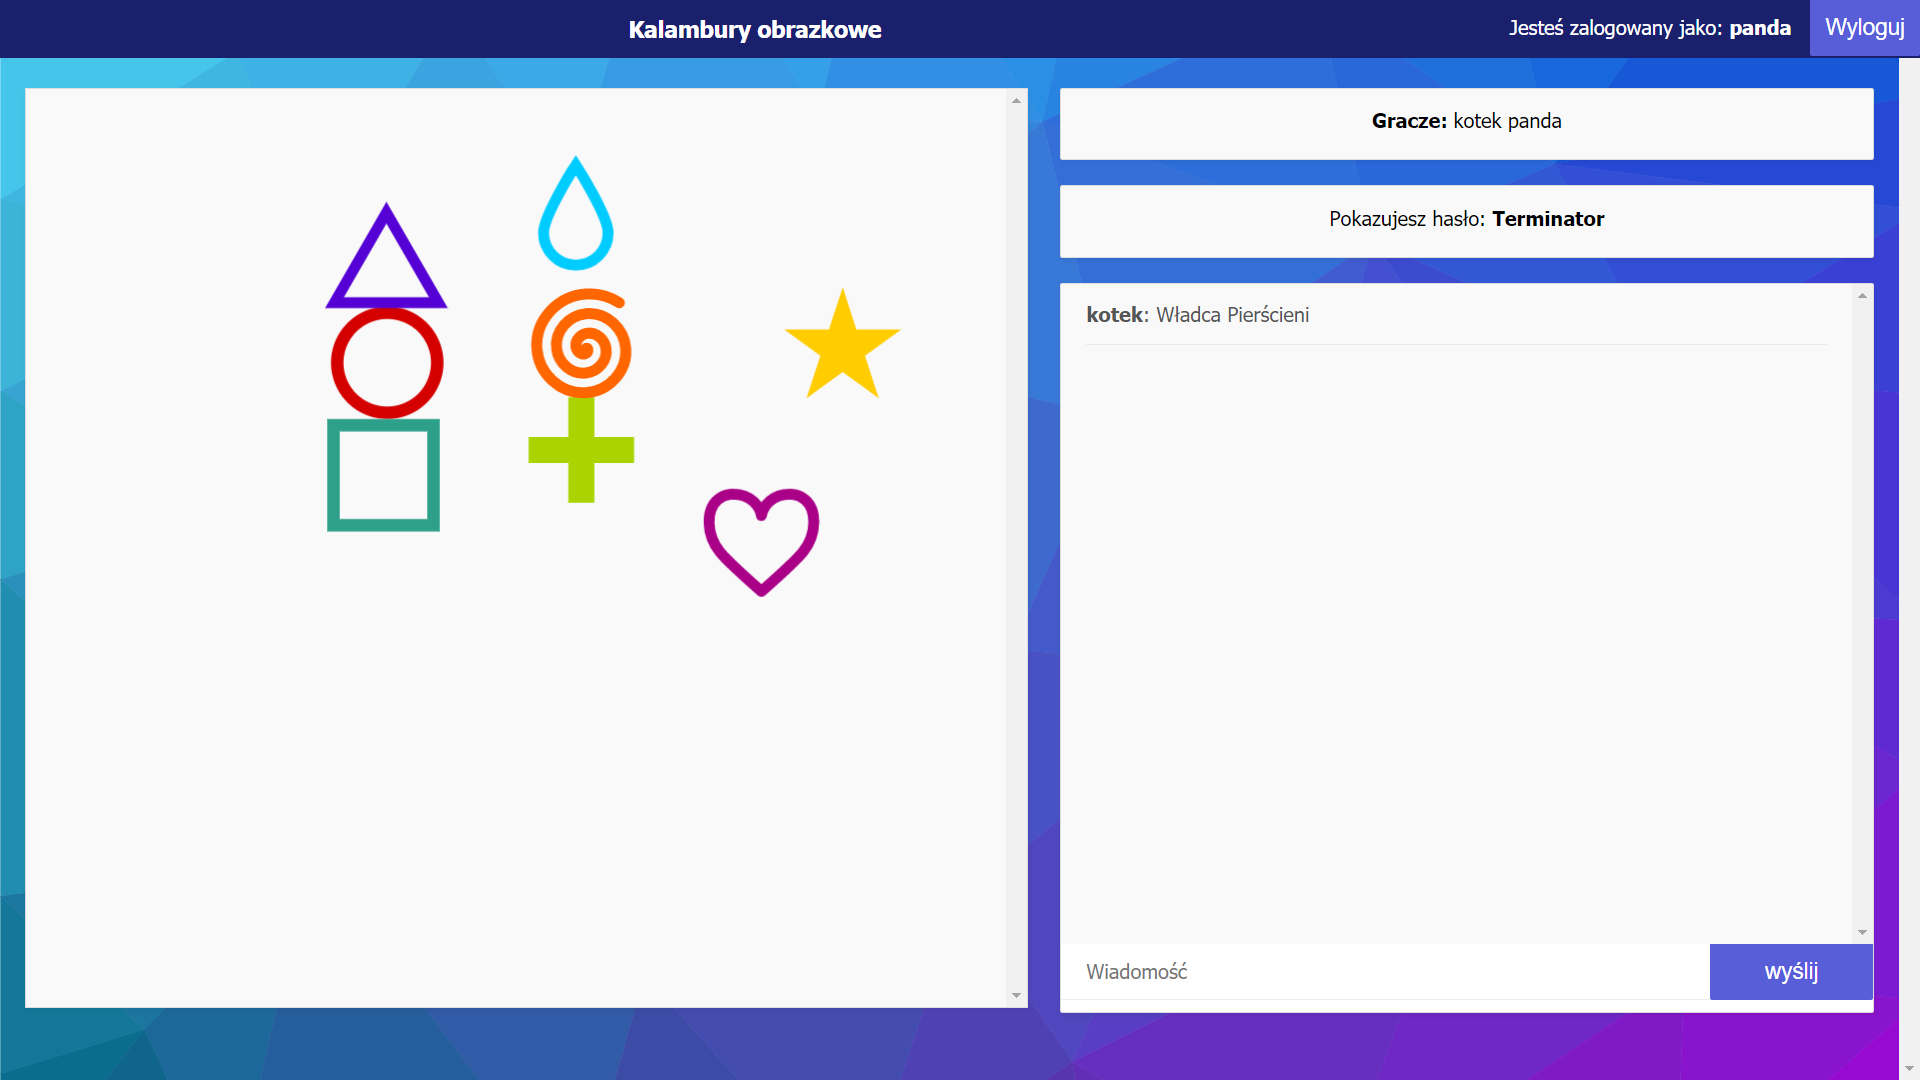 Kalambury obrazkowe
Jesteś zalogowany jako: panda
Wyloguj
Gracze: kotek panda
Pokazujesz hasło: Terminator
kotek: Władca Pierścieni
Wiadomość
wyślij